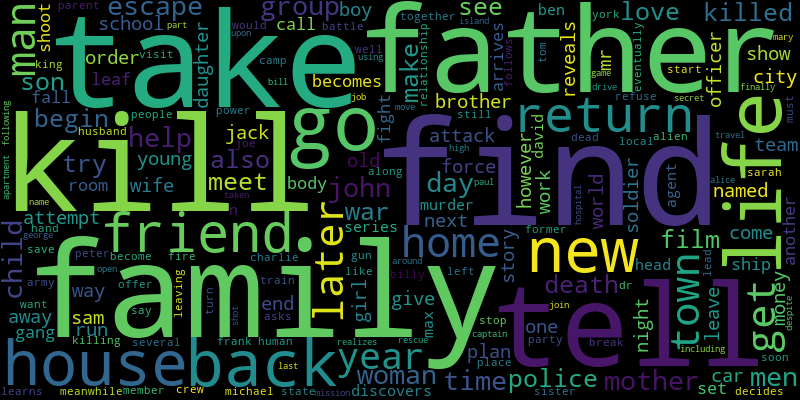 man
shoot
escape
parent
part
school
would
upon
island
battle
group
call
boy
visit
together
relationship
see
arrives
follows
york
ben
tom
love
eventually
killed
mary
must
king
order
leaf
son
fall
take
daughter
camp
well
using
bill
job
move
becomes
make
father
reveals
mr
game
drive
start
secret
officer
show
finally
city
begin
people
power
husband
joe
help
jack
go
fight
brother
still
refuse
attack
return
dead
local
alien
team
following
apartment
kill
name
try
room
young
wife
also
meet
taken
body
old
along
john
high
paul
force
day
find
however
work
david
hospital
world
soldier
agent
travel
sarah
named
alice
life
another
child
attempt
hand
george
save
army
want
friend
become
peter
open
fire
charlie
later
war
series
gun
like
girl
murder
next
home
around
billy
left
former
story
new
film
head
lead
come
ship
money
despite
way
away
gang
killing
sam
run
family
leaving
offer
say
turn
shot
train
end
asks
give
max
rescue
captain
stop
death
dr
tell
join
one
party
break
night
town
leave
get
including
soon
men
house
several
back
frank
human
last
realizes
year
woman
plan
place
time
police
mother
car
set
decides
learns
meanwhile
member
crew
michael
state
mission
discovers
sister